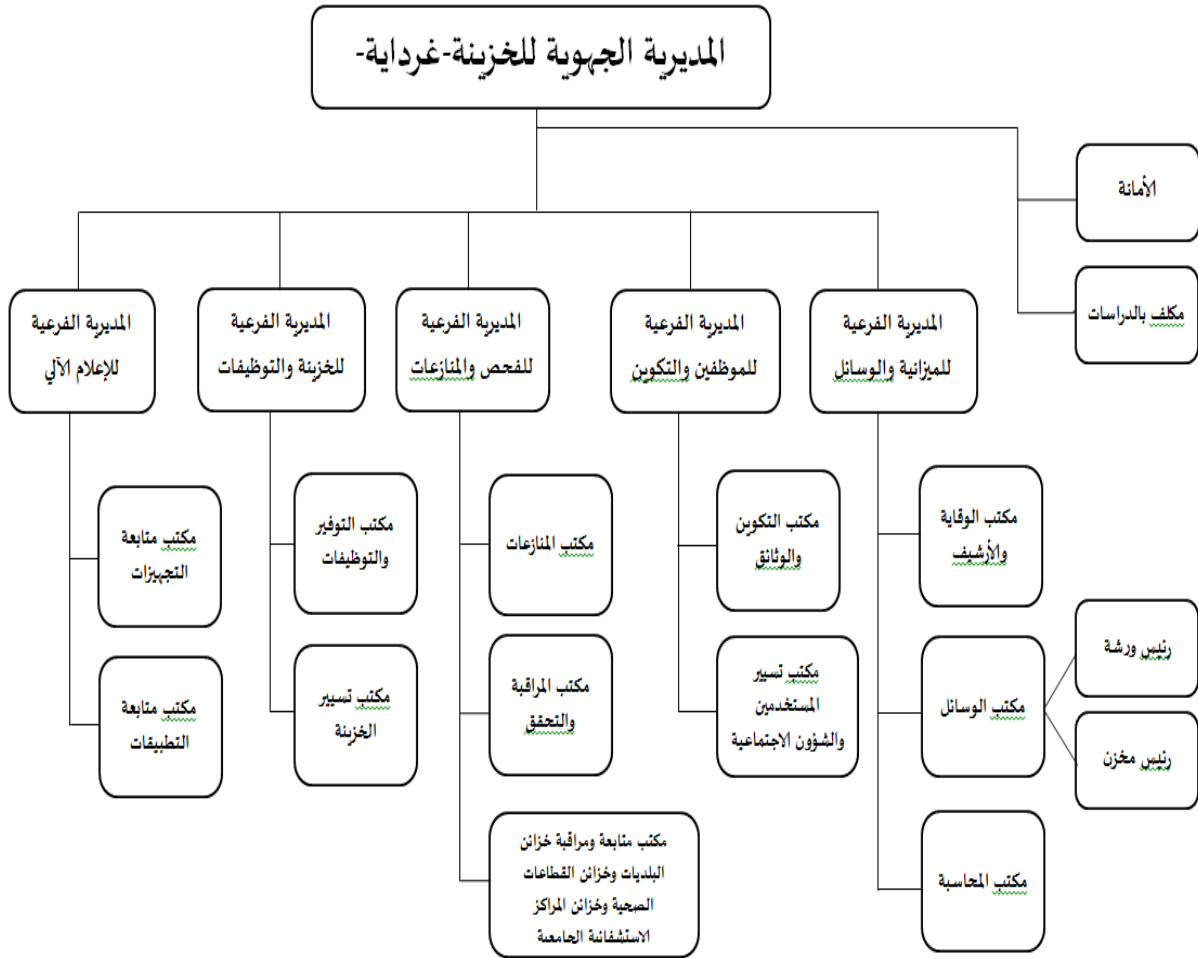 المديرية الجهوية للخزينة-غرداية-
الأمانة
مكلف بالدراسات
المديرية الفرعية
للميزانية والوسائل
المديرية الفرعية
للموظفين والتكوين
المديرية الفرعية
للفحص والمنازعات
المديرية الفرعية
للخزينة والتوظيفات
المديرية الفرعية
للإعلام الآلي
مكتب الوقاية
والأرشيف
مكتب الوسائل
رئيس ورشة
رئيس مخزن
مكتب المحاسبة
مكتب التكوين
والوثائق
مكتب تسيير
المستخدمين
والشؤون الاجتماعية
مكتب المنازعات
مكتب المراقبة
والتحقق
مكتب متابعة ومراقبة خزائن
البلديات وخزائن القطاعات
الصحية وخزائن المراكز
الاستشفائية الجامعية
مكتب التوفير
والتوظيفات
مكتب تسيير
الخزينة
مكتب متابعة
التجهيزات
مكتب متابعة
التطبيقات